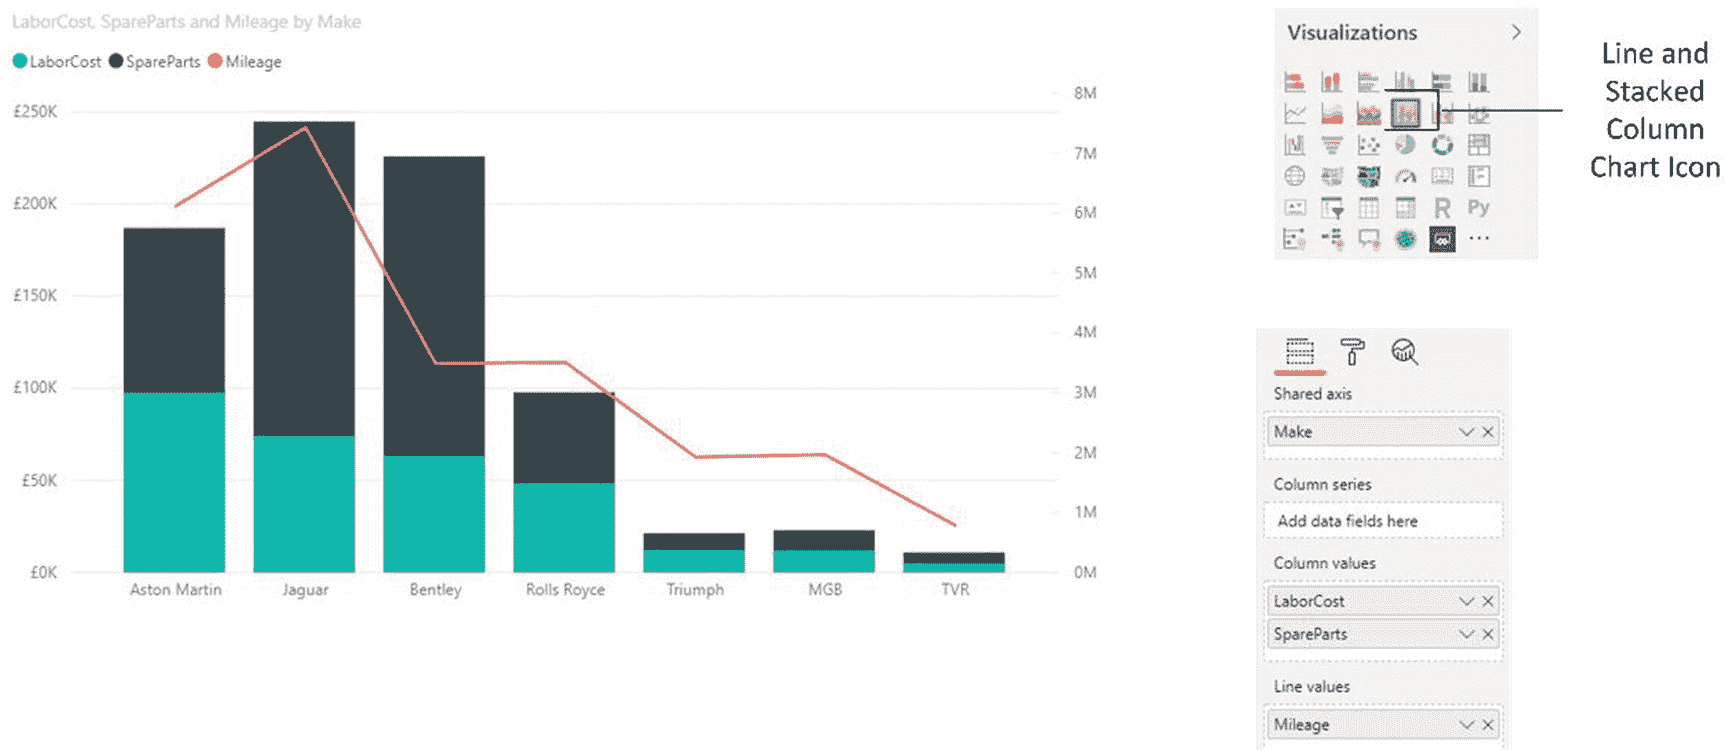 LaborCost, SpareParts and Mileage by Make
LaborCost SpareParts Mileage
£250K
£200K
£150K
£100K
£50K
£0K
8M
7M
6M
5M
4M
3M
2M
1M
0M
Aston Martin Jaguar Bentley Rolls Royce Triumph MGB TVR
Visualizations
R Py
Line and
Stacked
Column
Chart Icon
Shared axis
Make
Column series
Add data fields here
Column values
LaborCost
SpareParts
Line values
Mileage